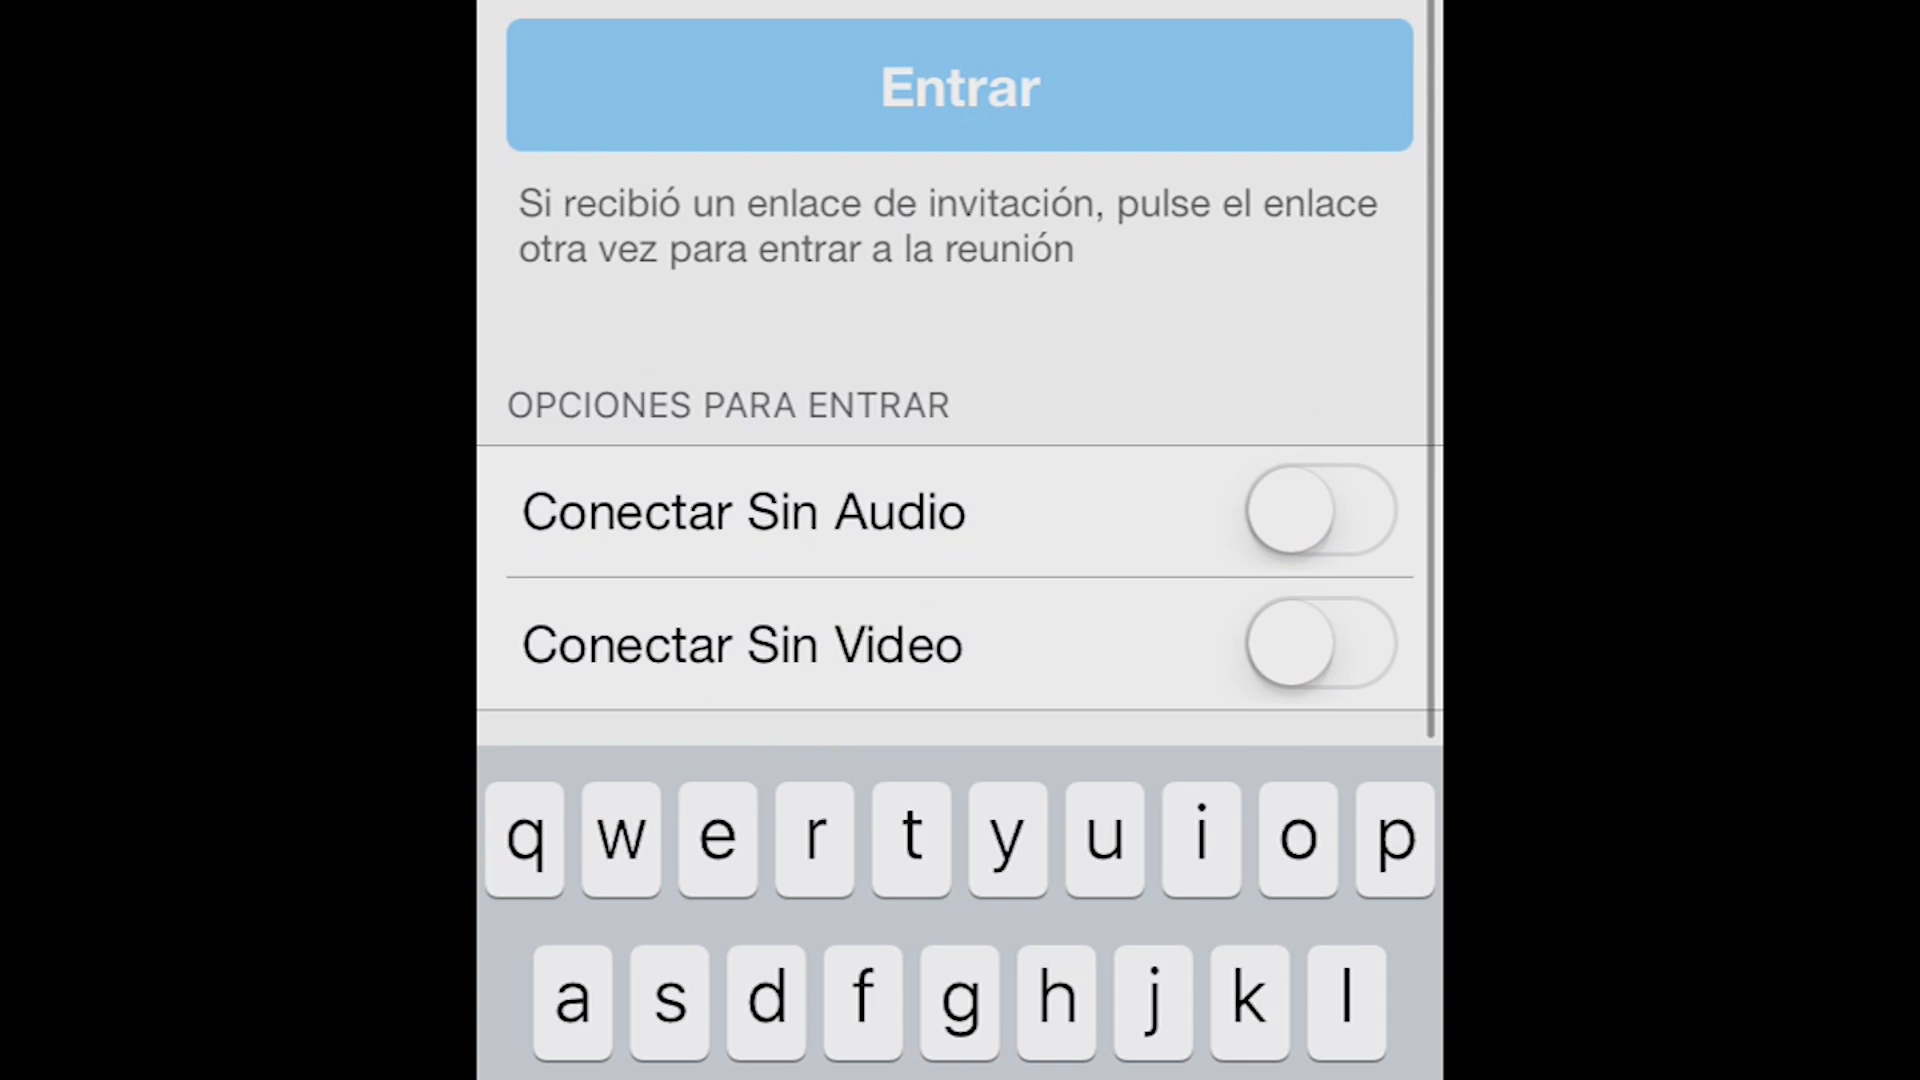 Entrar
Si recibió un enlace de invitación, pulse el enlace
otra vez para entrar a la reunión
OPCIONES PARA ENTRAR
Conectar Sin Audio
Conectar Sin Video
q w e r t y u i o p
a s d f g h j k l